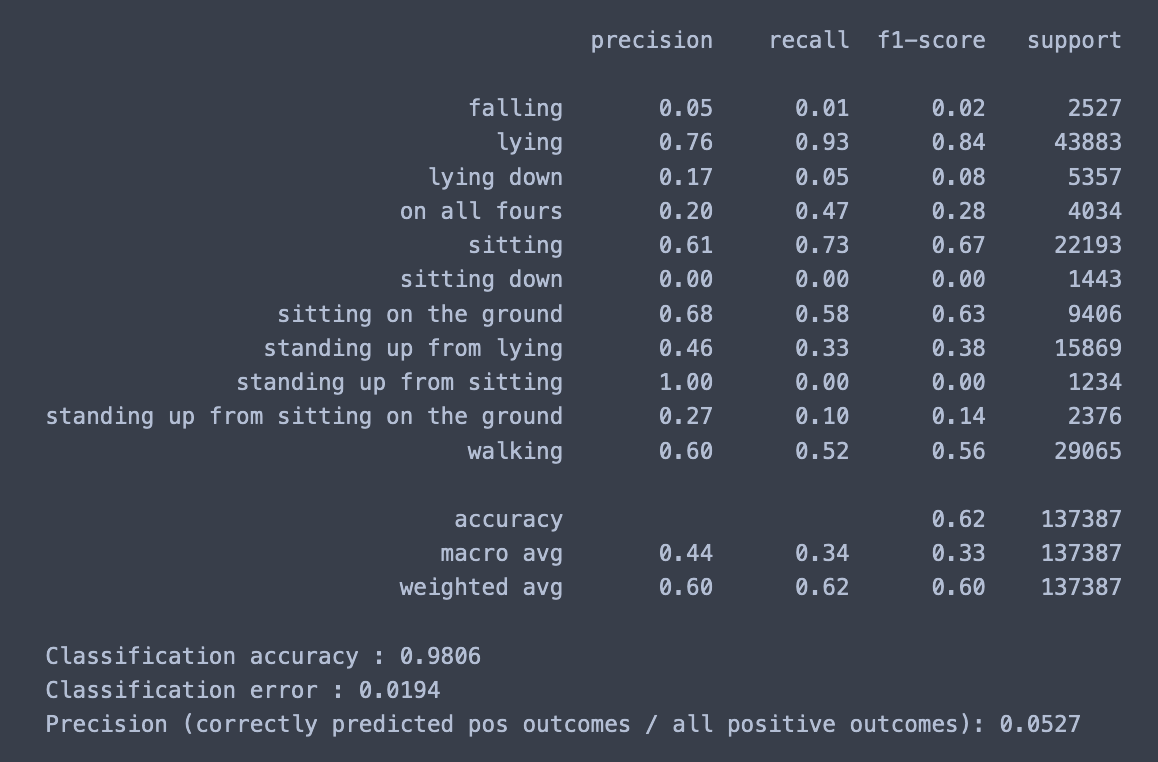 precision recall f1-score support
falling 0.05 0.01 0.02 2527
lying 0.76 0.93 0.84 43883
lying down 0.17 0.05 0.08 5357
on all fours 0.20 0.47 0.28 4034
sitting 0.61 0.73 0.67 22193
sitting down 0.00 0.00 0.00 1443
sitting on the ground 0.68 0.58 0.63 9406
standing up from lying 0.46 0.33 0.38 15869
standing up from sitting 1.00 0.00 0.00 1234
standing up from sitting on the ground 0.27 0.10 0.14 2376
walking 0.60 0.52 0.56 29065
accuracy 0.62 137387
macro avg 0.44 0.34 0.33 137387
weighted avg 0.60 0.62 0.60 137387
Classification accuracy : 0.9806
Classification error : 0.0194
Precision (correctly predicted pos outcomes / all positive outcomes): 0.0527